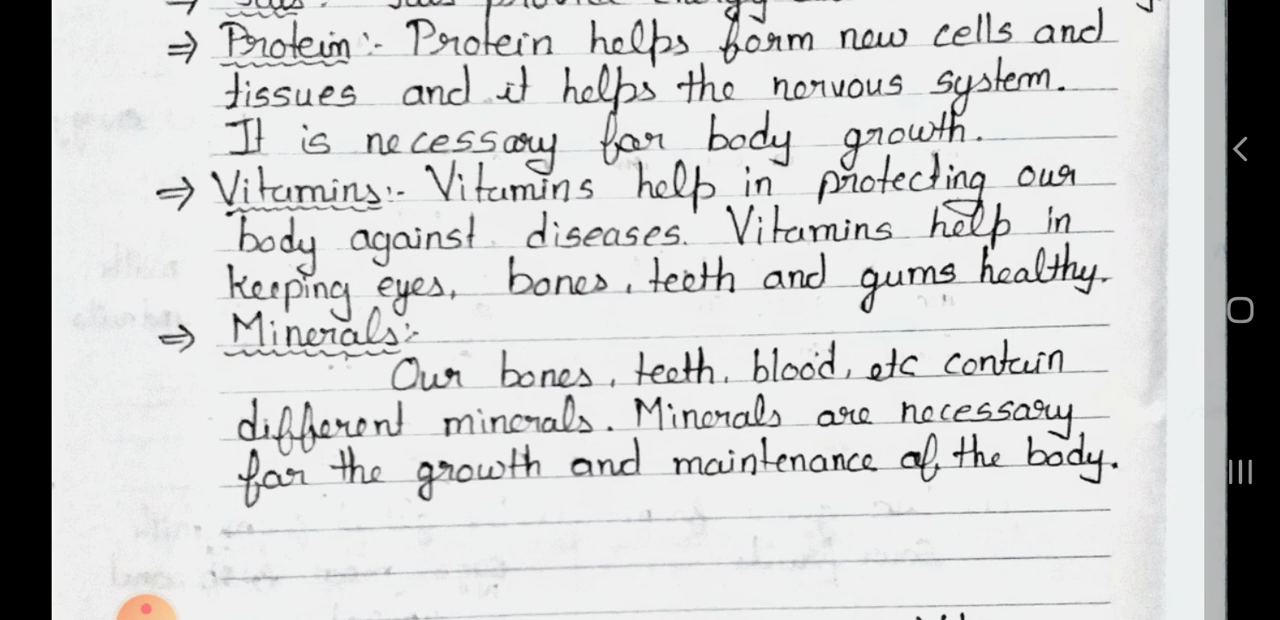 ⇒ Protein :- Protein helps form new cells and
tissues and it helps the nervous system.
It is necessary for body growth.
⇒ Vitamins :- Vitamins help in protecting our
body against diseases. Vitamins help in
keeping eyes, bones, teeth and gums healthy.
⇒ Minerals :-
Our bones, teeth, blood, etc contain
different minerals. Minerals are necessary
for the growth and maintenance of the body.